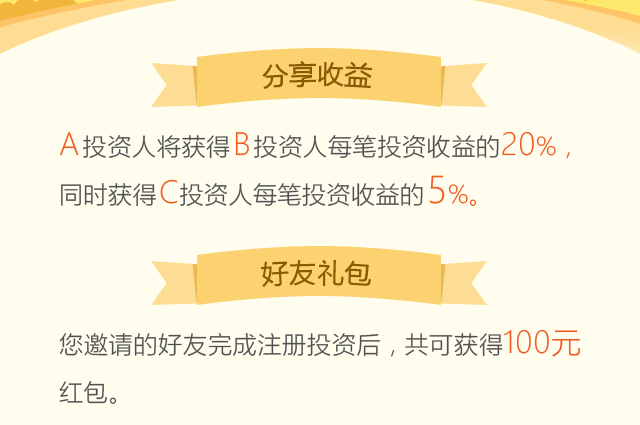 分享收益
A投资人将获得B投资人每笔投资收益的20%，
同时获得C投资人每笔投资收益的5%。
好友礼包
您邀请的好友完成注册投资后，共可获得100元
红包。